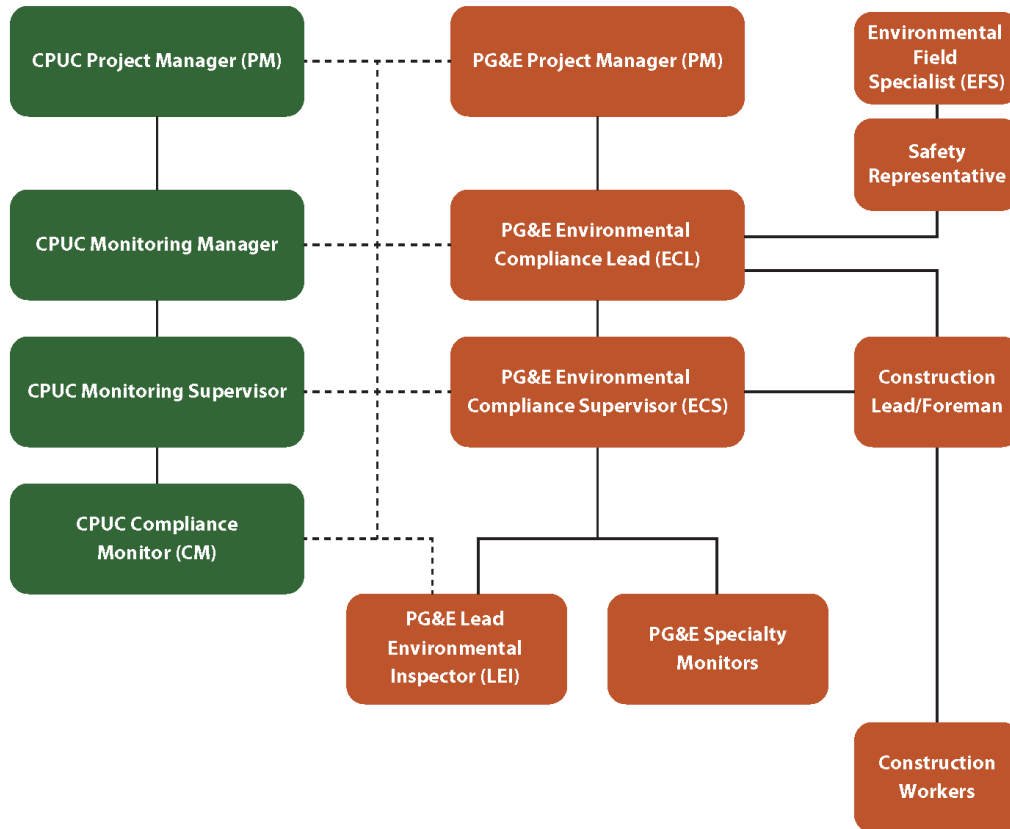 CPUC Project Manager (PM)
PG&E Project Manager (PM)
Environmental
Field
Specialist (EFS)
Safety
Representative
CPUC Monitoring Manager
PG&E Environmental
Compliance Lead (ECL)
CPUC Monitoring Supervisor
PG&E Environmental
Compliance Supervisor (ECS)
Construction
Lead/Foreman
CPUC Compliance
Monitor (CM)
PG&E Lead
Environmental
Inspector (LEI)
PG&E Specialty
Monitors
Construction
Workers